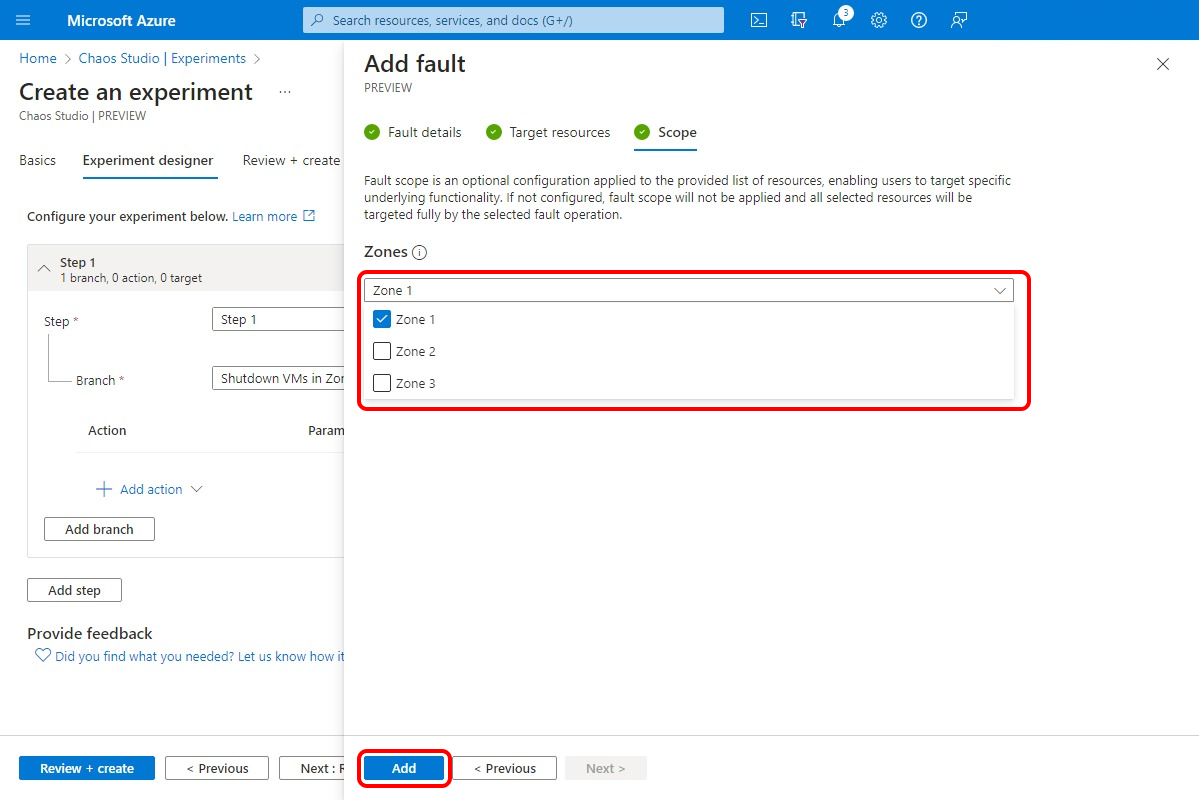 Microsoft Azure
Search resources, services, and docs (G+/)
3
Home > Chaos Studio | Experiments >
Create an experiment ...
Chaos Studio | PREVIEW
Basics Experiment designer Review + create
Configure your experiment below. Learn more
Step 1
1 branch, 0 action, 0 target
Step * Step 1
Branch * Shutdown VMs in Zor
Action Param
+ Add action
Add branch
Add step
Provide feedback
Did you find what you needed? Let us know how it
Review + create < Previous Next : R
Add fault
PREVIEW
Fault details Target resources Scope
Fault scope is an optional configuration applied to the provided list of resources, enabling users to target specific
underlying functionality. If not configured, fault scope will not be applied and all selected resources will be
targeted fully by the selected fault operation.
Zones
Zone 1
Zone 1
Zone 2
Zone 3
Add < Previous Next >